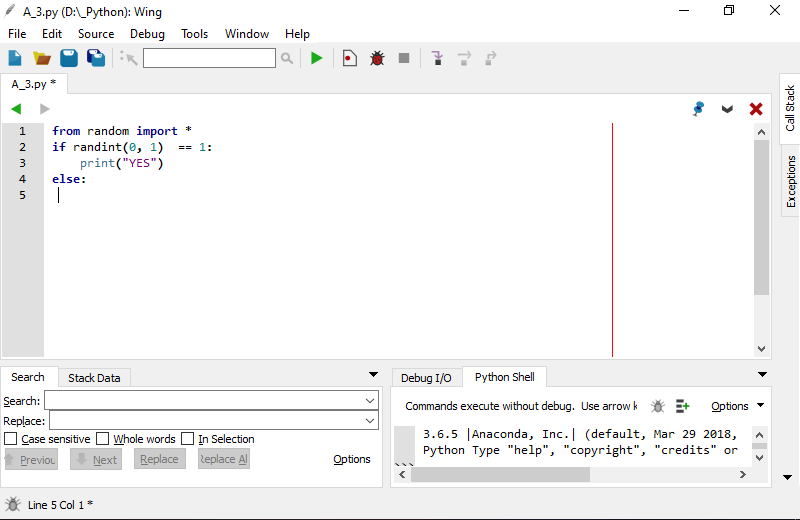 A_3.py (D:\_Python): Wing
File Edit Source Debug Tools Window Help
A_3.py *
1 from random import *
2 if randint(0, 1)  == 1:
3     print("YES")
4 else:
5
Call Stack
Exceptions
Search Stack Data
Search:
Replace:
Case sensitive Whole words In Selection
Previou Next Replace Replace Al
Options
Debug I/O Python Shell
Commands execute without debug. Use arrow k
Options
3.6.5 |Anaconda, Inc.| (default, Mar 29 2018,
Python Type "help", "copyright", "credits" or
>>>
Line 5 Col 1 *